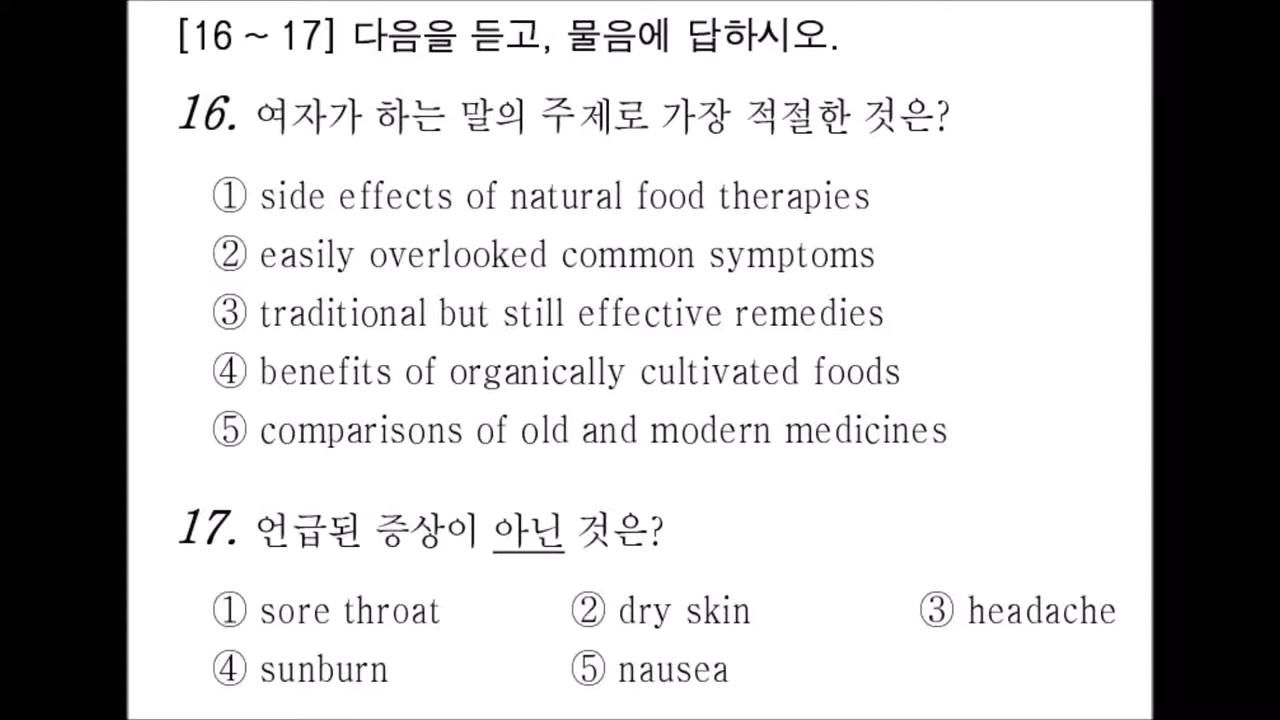 [16 ~ 17] 다음을 듣고, 물음에 답하시오.
16. 여자가 하는 말의 주제로 가장 적절한 것은?
① side effects of natural food therapies
② easily overlooked common symptoms
③ traditional but still effective remedies
④ benefits of organically cultivated foods
⑤ comparisons of old and modern medicines
17. 언급된 증상이 아닌 것은?
① sore throat ② dry skin ③ headache
④ sunburn ⑤ nausea